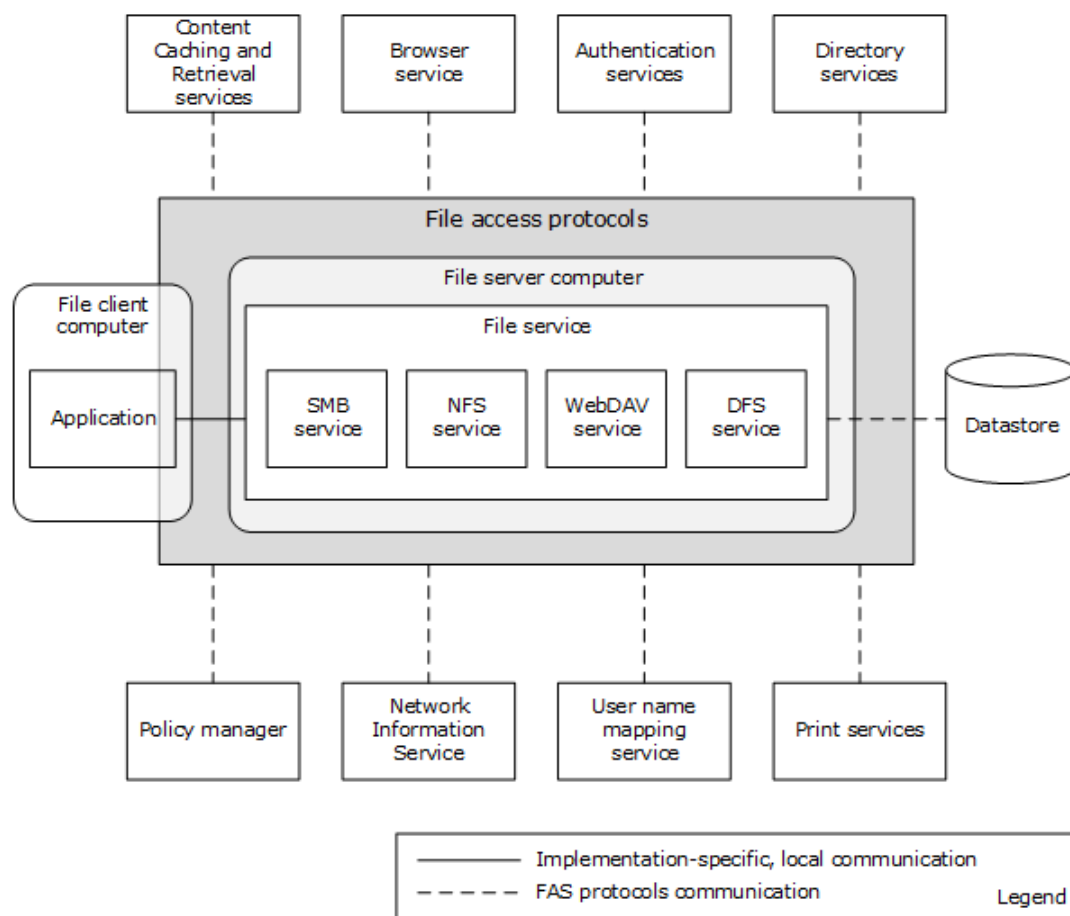 Content
Caching and
Retrieval
services
Browser
service
Authentication
services
Directory
services
File access protocols
File server computer
File client
computer
File service
Application
SMB
service
NFS
service
WebDAV
service
DFS
service
Datastore
Policy manager
Network
Information
Service
User name
mapping
service
Print services
Implementation-specific, local communication
FAS protocols communication
Legend